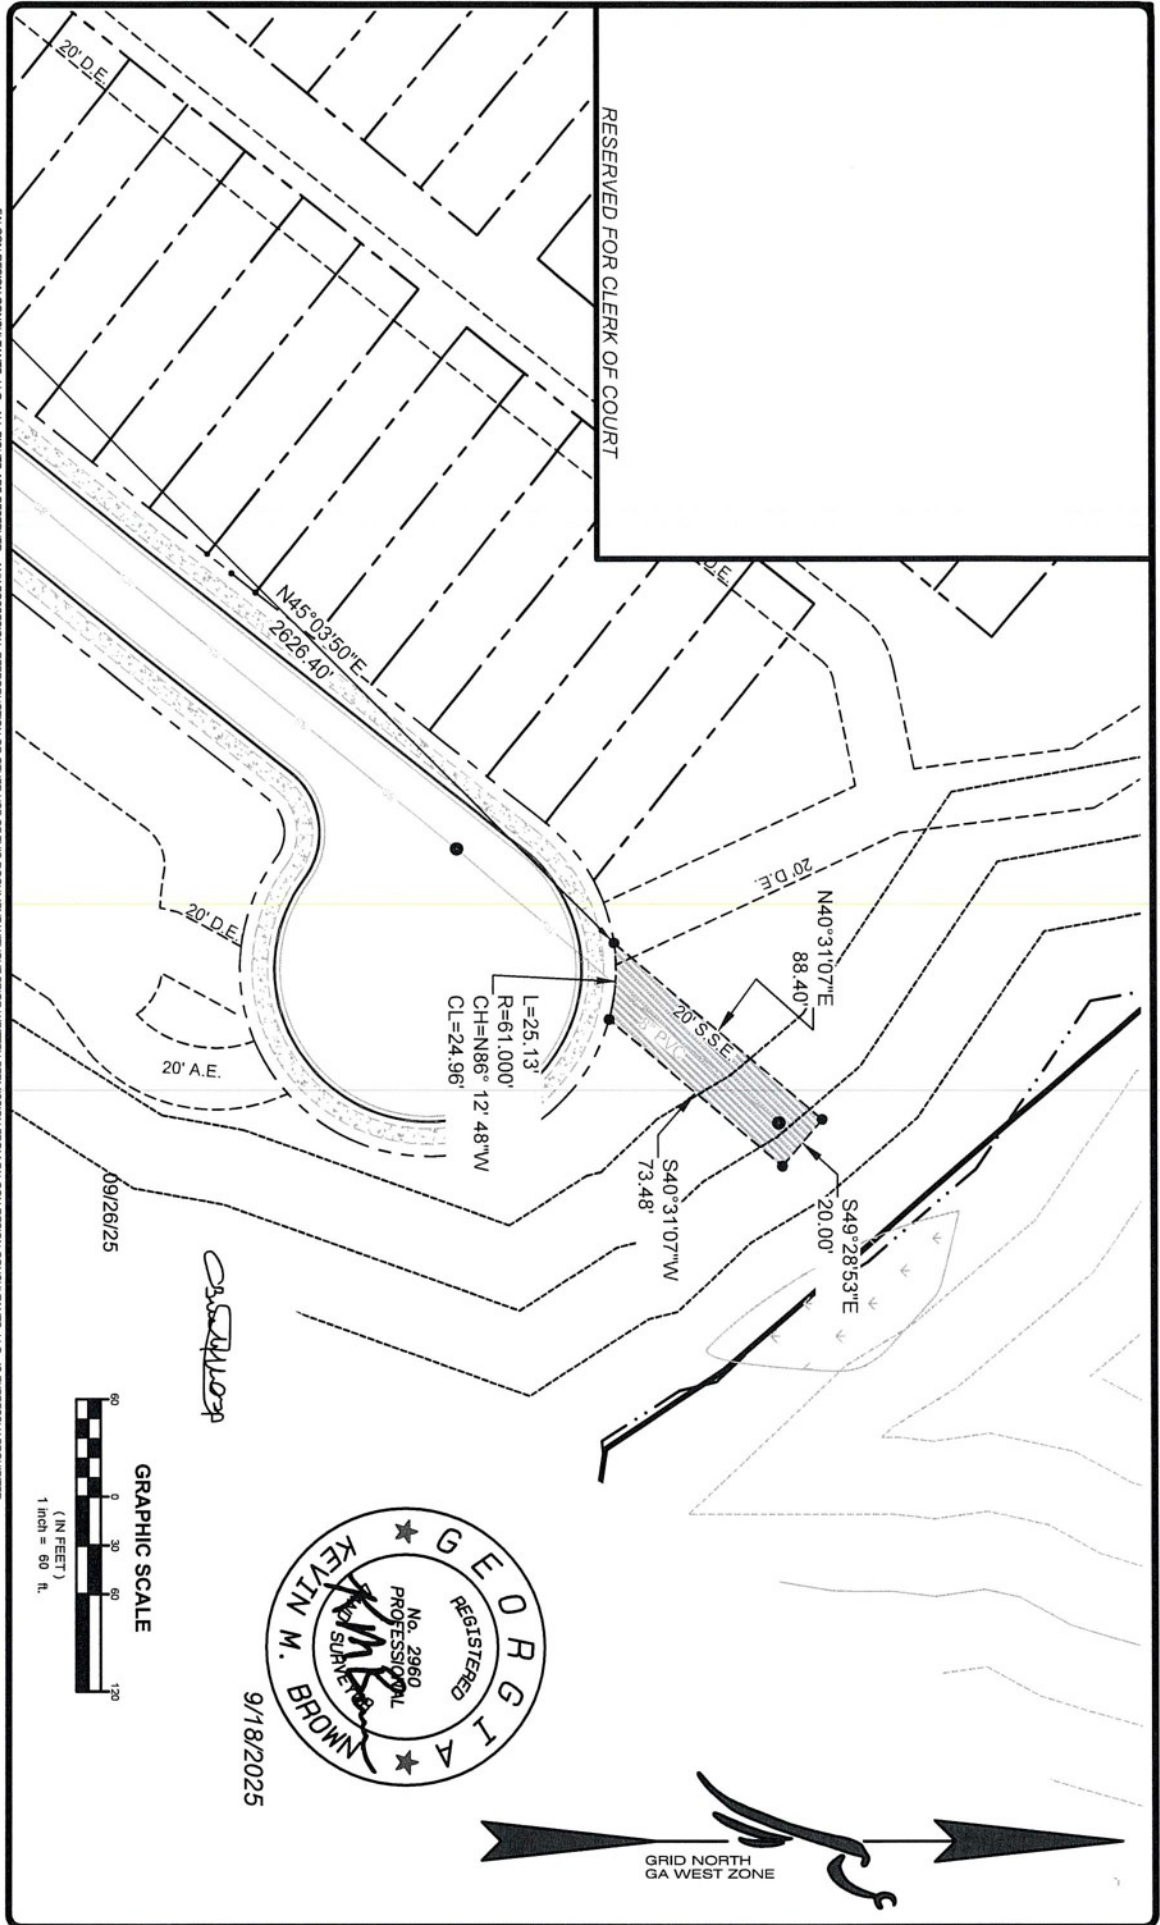 RESERVED FOR CLERK OF COURT
20' D.E.
D.E.
N45°03'50"E
2626.40'
20' D.E.
N40°31'07"E
88.40'
20' S.S.E.
8" PVC
S49°28'53"E
20.00'
S40°31'07"W
73.48'
L=25.13'
R=61.000'
CH=N86° 12' 48"W
CL=24.96'
20' D.E.
20' A.E.
09/26/25
GRAPHIC SCALE
60 0 30 60 120
( IN FEET )
1 inch = 60 ft.
GEORGIA
REGISTERED
No. 2960
PROFESSIONAL
LAND SURVEYOR
KEVIN M. BROWN
9/18/2025
GRID NORTH
GA WEST ZONE